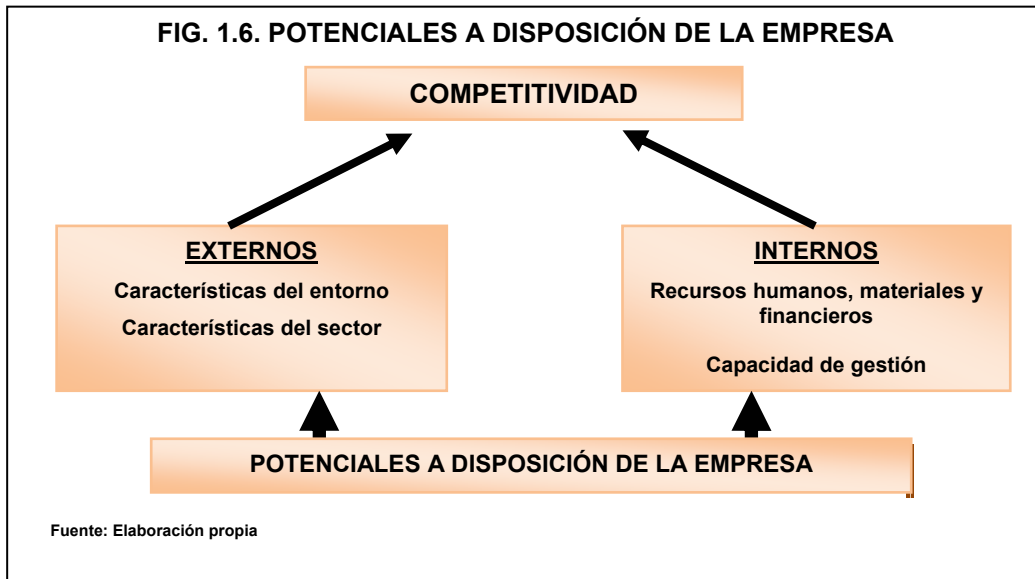 FIG. 1.6. POTENCIALES A DISPOSICIÓN DE LA EMPRESA
COMPETITIVIDAD
EXTERNOS
Características del entorno
Características del sector
INTERNOS
Recursos humanos, materiales y
financieros
Capacidad de gestión
POTENCIALES A DISPOSICIÓN DE LA EMPRESA
Fuente: Elaboración propia